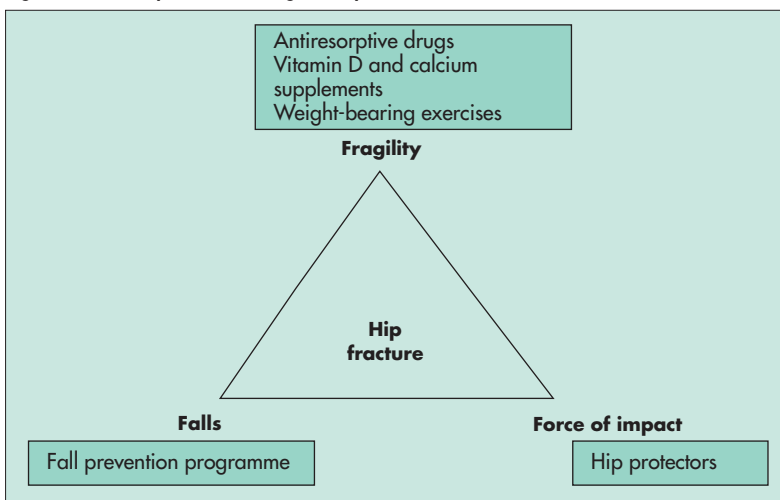 Antiresorptive drugs
Vitamin D and calcium
supplements
Weight-bearing exercises
Fragility
Hip
fracture
Falls
Force of impact
Fall prevention programme
Hip protectors